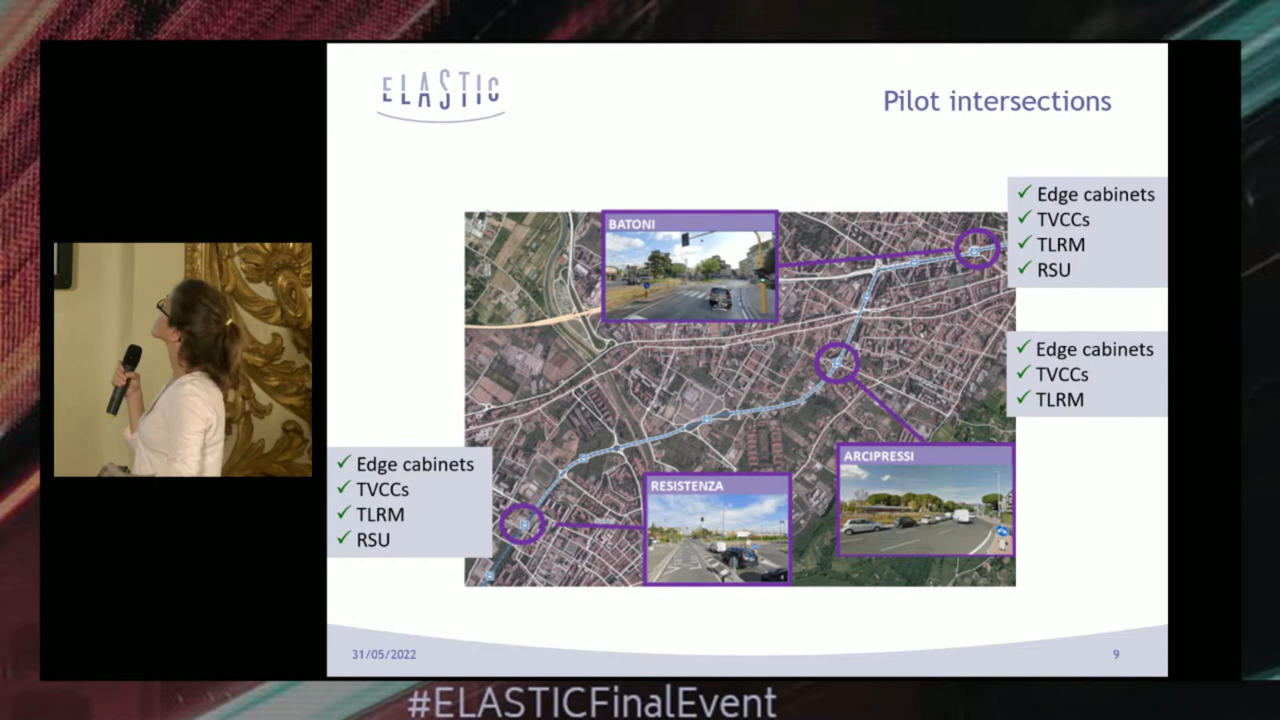 ELASTIC
Pilot intersections
BATONI
✓ Edge cabinets
✓ TVCCs
✓ TLRM
✓ RSU
✓ Edge cabinets
✓ TVCCs
✓ TLRM
ARCIPRESSI
✓ Edge cabinets
✓ TVCCs
✓ TLRM
✓ RSU
RESISTENZA
31/05/2022
9
#ELASTICFinalEvent